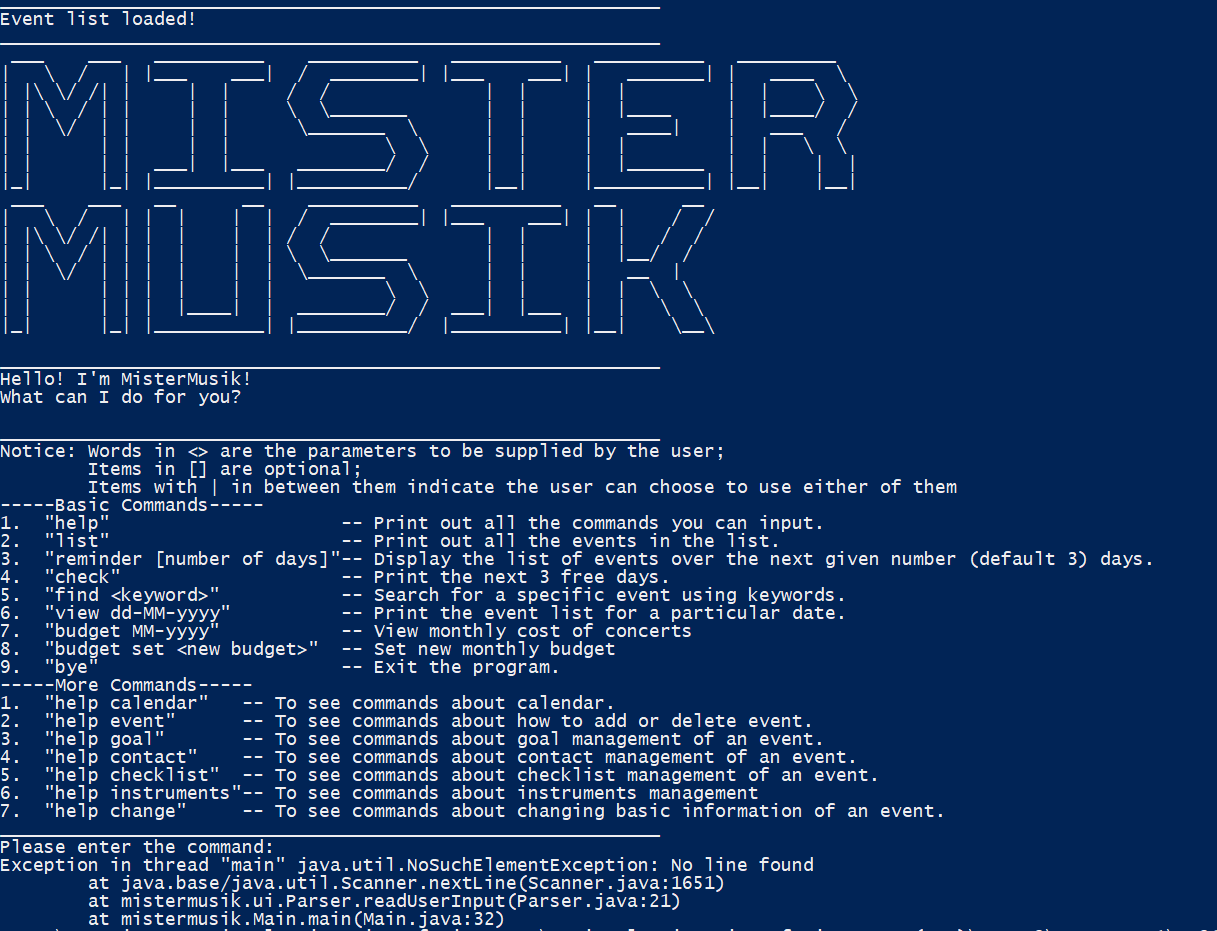 Event list loaded!
MISTER
MUSIK
Hello! I'm MisterMusik!
What can I do for you?
Notice: Words in <> are the parameters to be supplied by the user;
Items in [] are optional;
Items with | in between them indicate the user can choose to use either of them
-----Basic Commands-----
1. "help" -- Print out all the commands you can input.
2. "list" -- Print out all the events in the list.
3. "reminder [number of days]"-- Display the list of events over the next given number (default 3) days.
4. "check" -- Print the next 3 free days.
5. "find <keyword>" -- Search for a specific event using keywords.
6. "view dd-MM-yyyy" -- Print the event list for a particular date.
7. "budget MM-yyyy" -- View monthly cost of concerts
8. "budget set <new budget>" -- Set new monthly budget
9. "bye" -- Exit the program.
-----More Commands-----
1. "help calendar" -- To see commands about calendar.
2. "help event" -- To see commands about how to add or delete event.
3. "help goal" -- To see commands about goal management of an event.
4. "help contact" -- To see commands about contact management of an event.
5. "help checklist" -- To see commands about checklist management of an event.
6. "help instruments"-- To see commands about instruments management
7. "help change" -- To see commands about changing basic information of an event.
Please enter the command:
Exception in thread "main" java.util.NoSuchElementException: No line found
at java.base/java.util.Scanner.nextLine(Scanner.java:1651)
at mistermusik.ui.Parser.readUserInput(Parser.java:21)
at mistermusik.Main.main(Main.java:32)